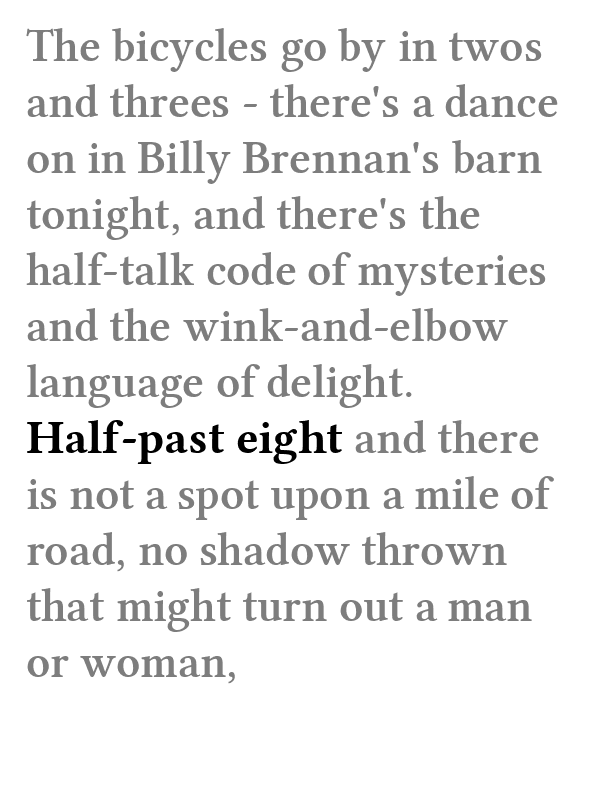 The bicycles go by in twos
and threes - there's a dance
on in Billy Brennan's barn
tonight, and there's the
half-talk code of mysteries
and the wink-and-elbow
language of delight.
Half-past eight and there
is not a spot upon a mile of
road, no shadow thrown
that might turn out a man
or woman,